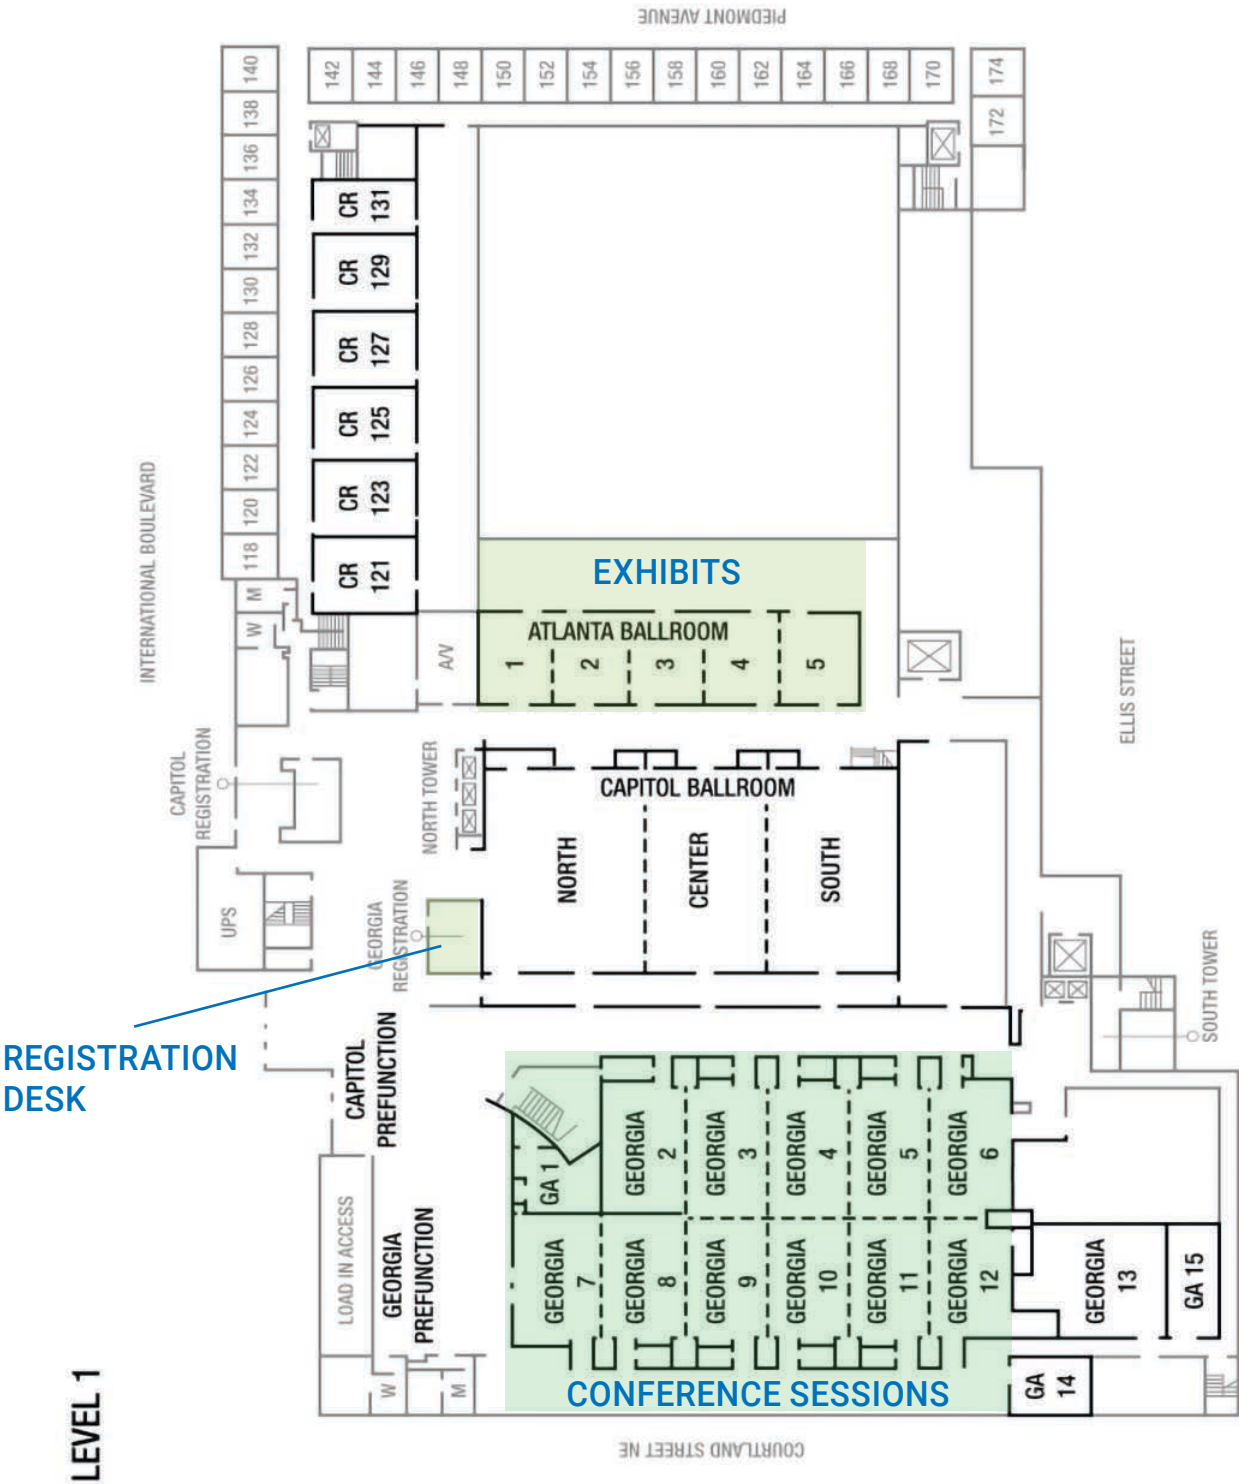 PIEDMONT AVENUE
140
138
136
134
132
130
128
126
124
122
120
118
142
144
146
148
150
152
154
156
158
160
162
164
166
168
170
174
172
CR
131
CR
129
CR
127
CR
125
CR
123
CR
121
INTERNATIONAL BOULEVARD
M
W
A/V
EXHIBITS
ATLANTA BALLROOM
1
2
3
4
5
ELLIS STREET
CAPITOL
REGISTRATION
NORTH TOWER
CAPITOL BALLROOM
NORTH
CENTER
SOUTH
UPS
GEORGIA
REGISTRATION
SOUTH TOWER
REGISTRATION
DESK
CAPITOL
PREFUNCTION
LOAD IN ACCESS
GEORGIA
PREFUNCTION
GA 1
GEORGIA
2
GEORGIA
3
GEORGIA
4
GEORGIA
5
GEORGIA
6
GEORGIA
7
GEORGIA
8
GEORGIA
9
GEORGIA
10
GEORGIA
11
GEORGIA
12
GEORGIA
13
GA 15
GA
14
W
M
CONFERENCE SESSIONS
LEVEL 1
COURTLAND STREET NE